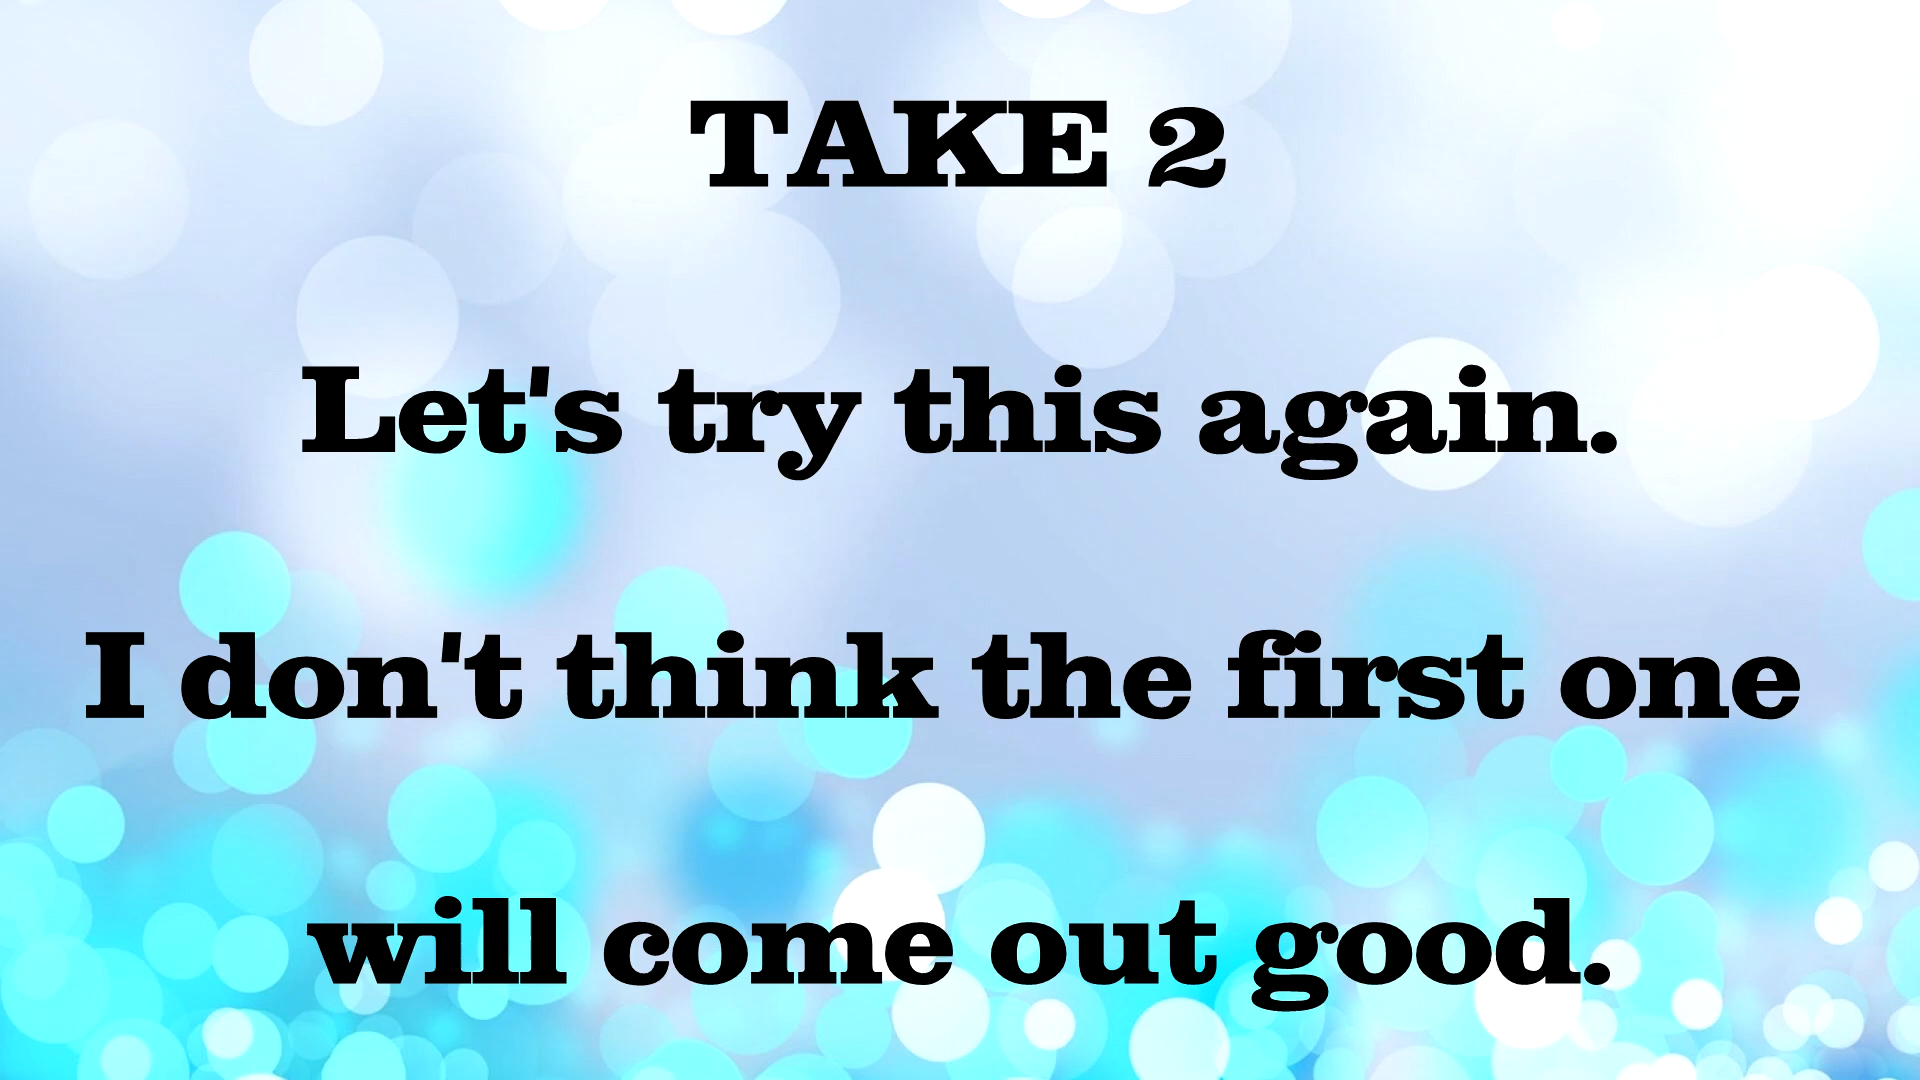 TAKE 2
Let's try this again.
I don't think the first one
will come out good.